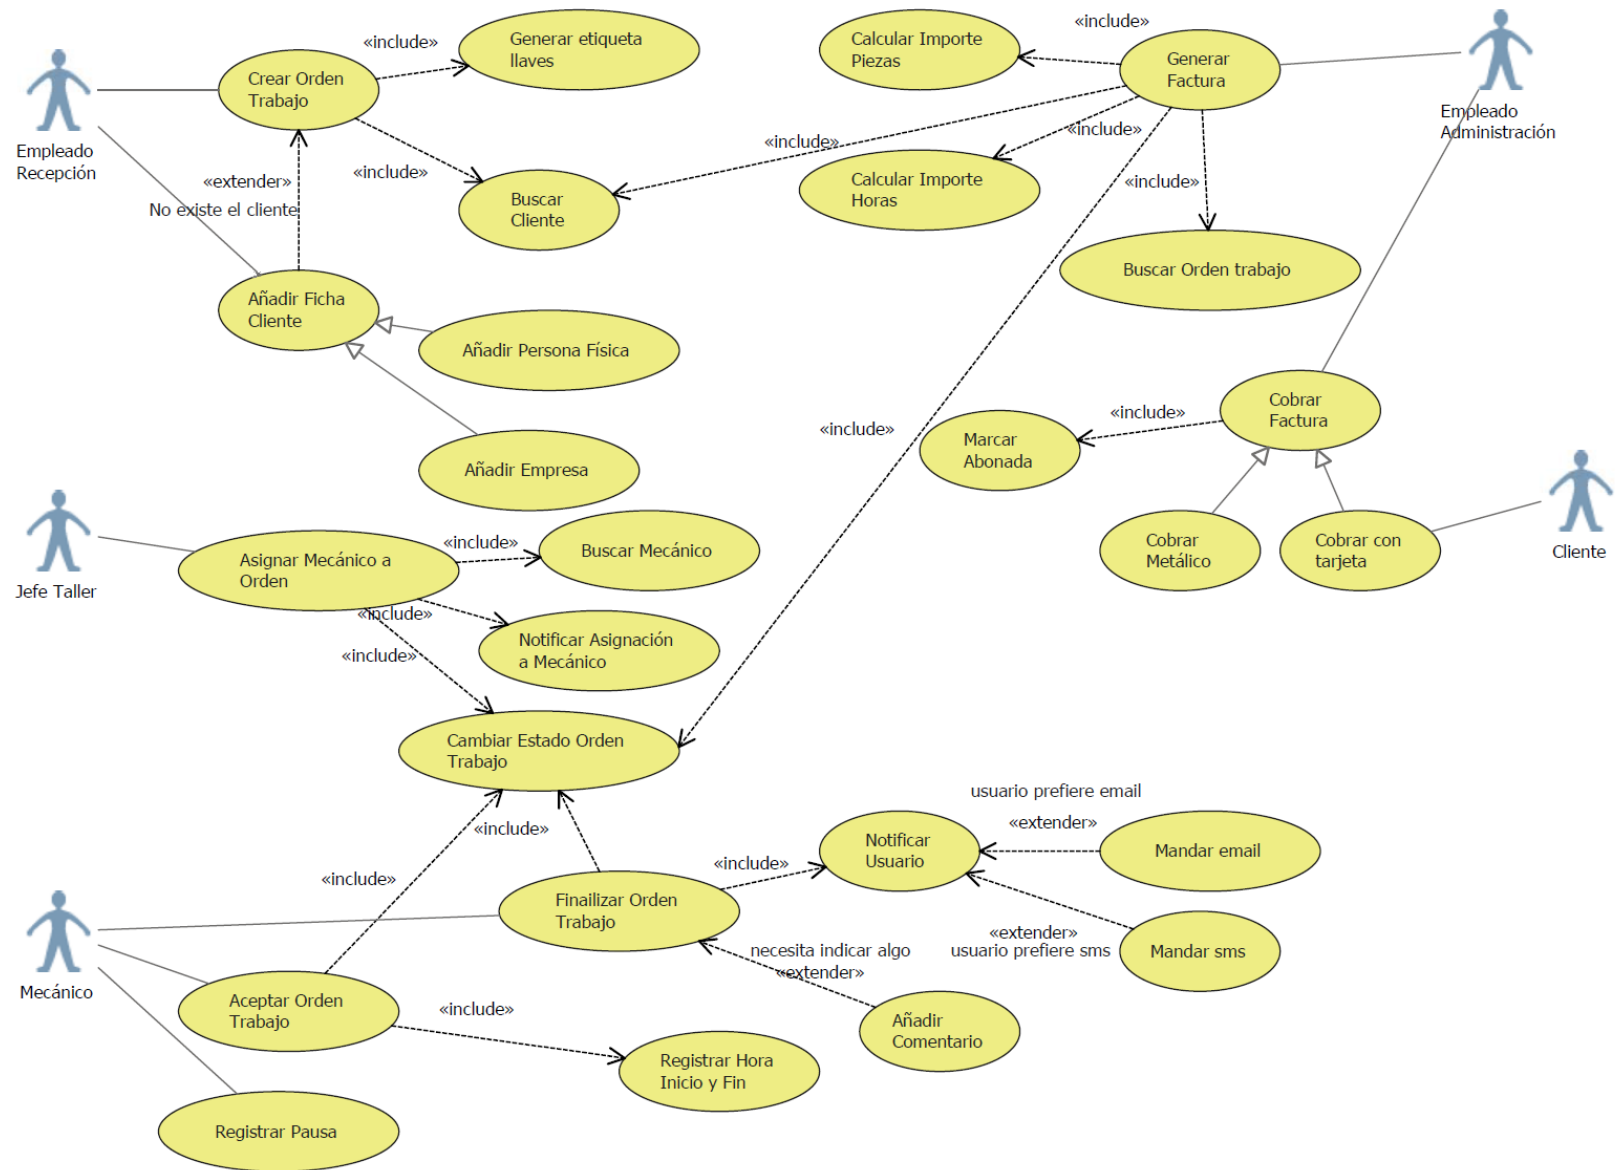 «include»
Generar etiqueta
llaves
Crear Orden
Trabajo
Empleado
Recepción
«include»
«extender»
No existe el cliente
Buscar
Cliente
Añadir Ficha
Cliente
Añadir Persona Física
Añadir Empresa
«include»
Calcular Importe
Piezas
Generar
Factura
Empleado
Administración
«include»
«include»
Calcular Importe
Horas
«include»
Buscar Orden trabajo
«include»
Cobrar
Factura
«include»
Marcar
Abonada
Cobrar
Metálico
Cobrar con
tarjeta
Cliente
Jefe Taller
Asignar Mecánico a
Orden
«include»
Buscar Mecánico
«include»
Notificar Asignación
a Mecánico
«include»
Cambiar Estado Orden
Trabajo
«include»
«include»
Finailizar Orden
Trabajo
«include»
Notificar
Usuario
usuario prefiere email
«extender»
Mandar email
«extender»
usuario prefiere sms
Mandar sms
necesita indicar algo
«extender»
Añadir
Comentario
Mecánico
Aceptar Orden
Trabajo
«include»
Registrar Hora
Inicio y Fin
Registrar Pausa